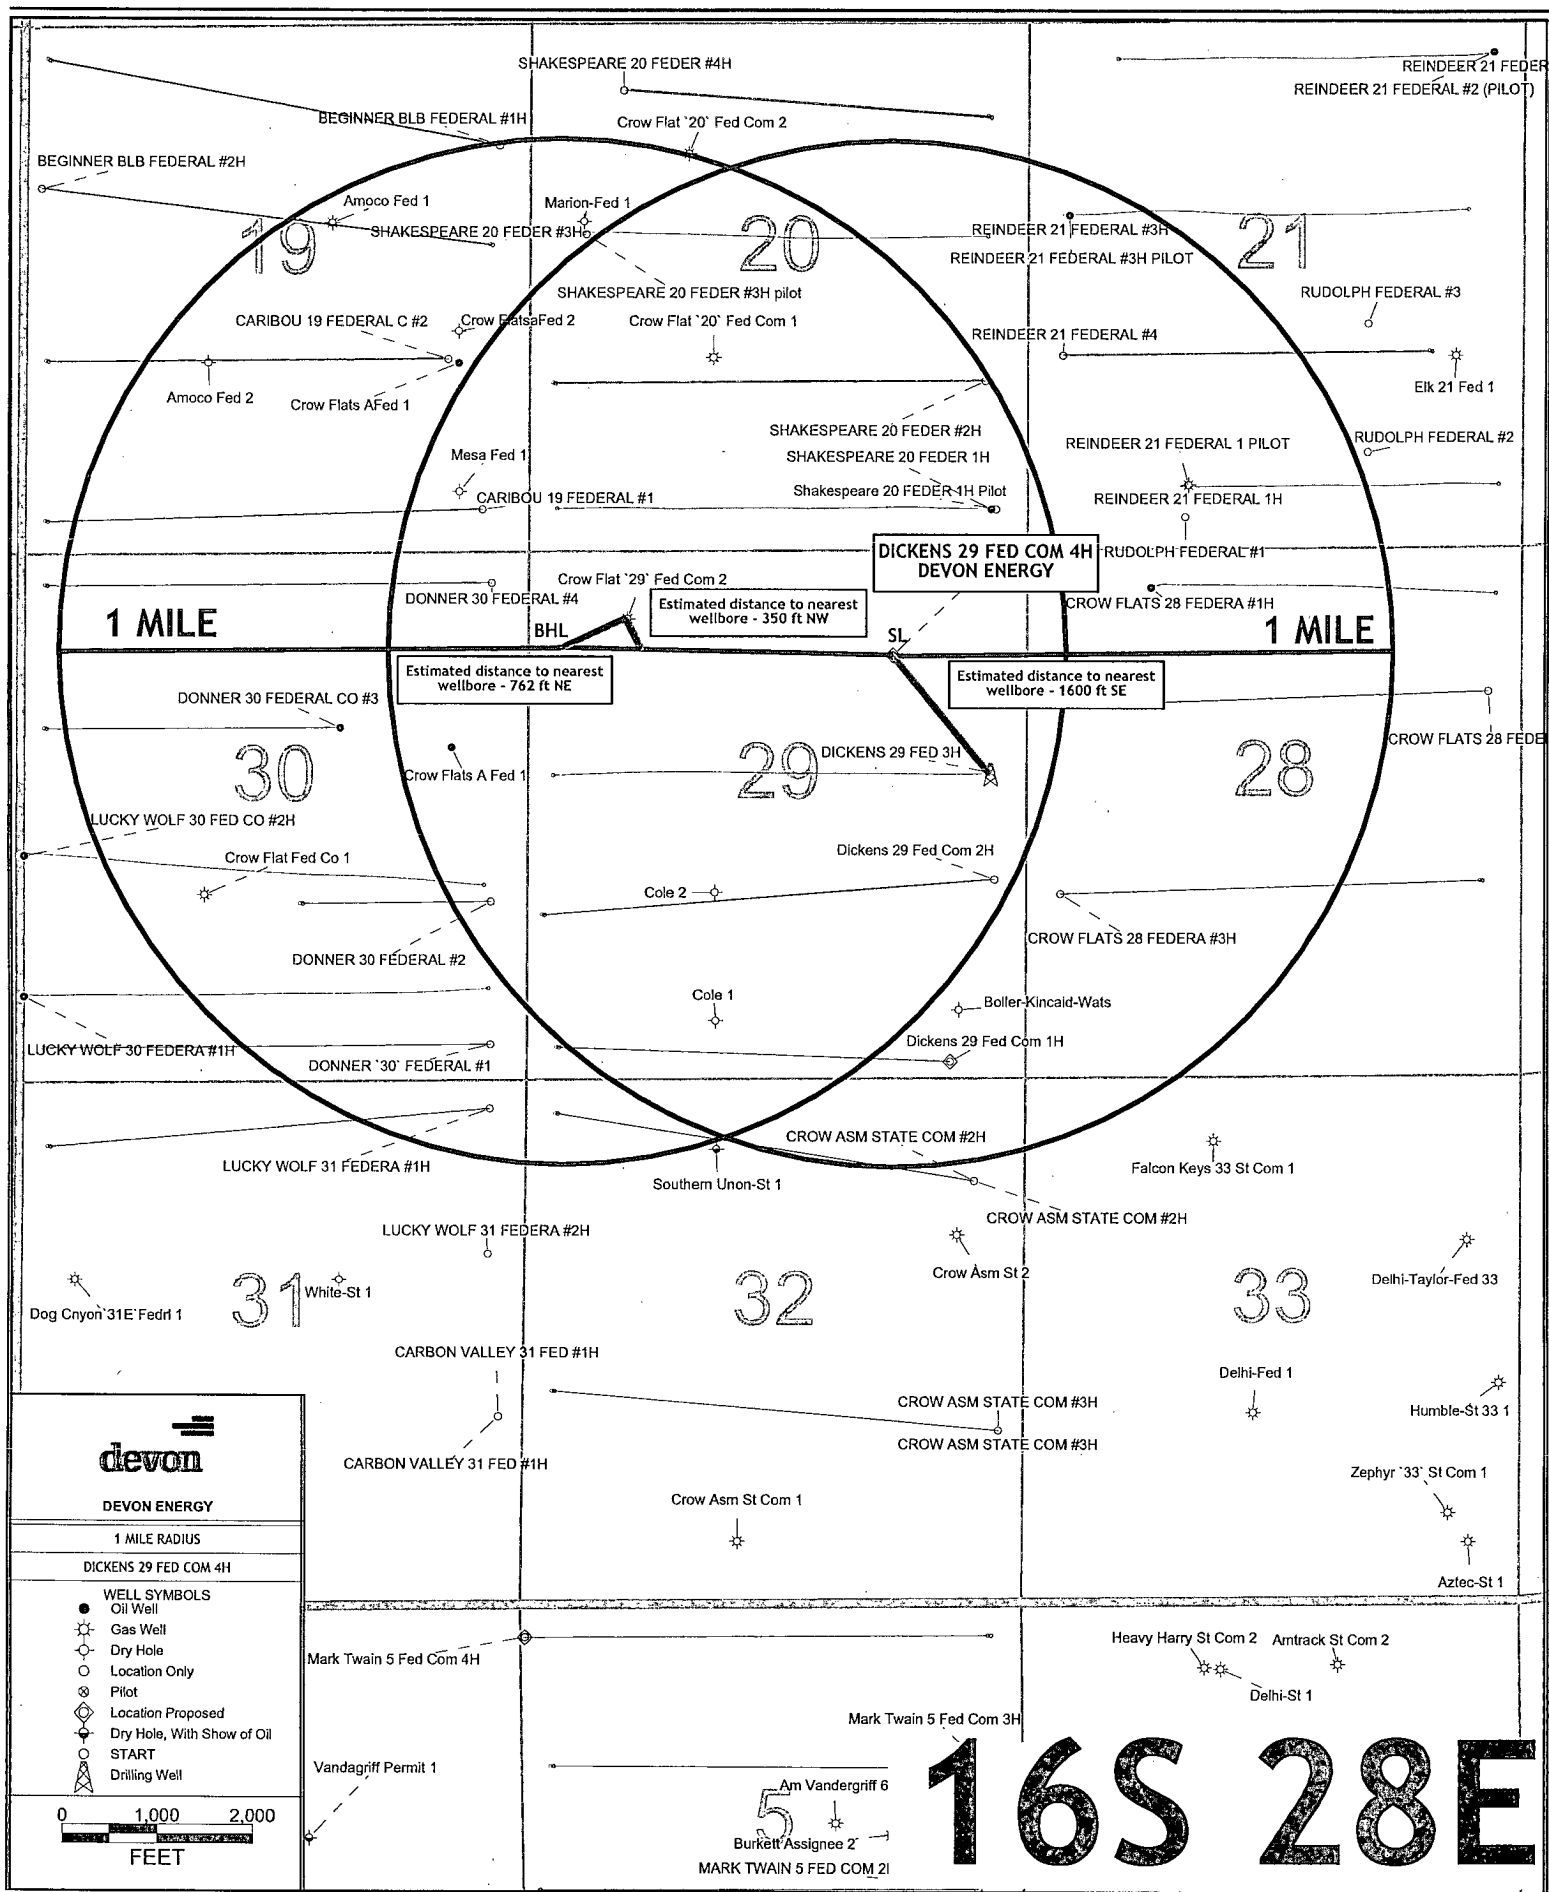 SHAKESPEARE 20 FEDER #4H
REINDEER 21 FEDER
REINDEER 21 FEDERAL #2 (PILOT)
BEGINNER BLB FEDERAL #1H
Crow Flat `20` Fed Com 2
BEGINNER BLB FEDERAL #2H
Amoco Fed 1
Marion-Fed 1
19
20
21
SHAKESPEARE 20 FEDER #3H
REINDEER 21 FEDERAL #3H
REINDEER 21 FEDERAL #3H PILOT
SHAKESPEARE 20 FEDER #3H pilot
RUDOLPH FEDERAL #3
CARIBOU 19 FEDERAL C #2
Crow FlatsaFed 2
Crow Flat `20` Fed Com 1
REINDEER 21 FEDERAL #4
Amoco Fed 2
Crow Flats AFed 1
Elk 21 Fed 1
SHAKESPEARE 20 FEDER #2H
REINDEER 21 FEDERAL 1 PILOT
RUDOLPH FEDERAL #2
Mesa Fed 1
SHAKESPEARE 20 FEDER 1H
CARIBOU 19 FEDERAL #1
Shakespeare 20 FEDER 1H Pilot
REINDEER 21 FEDERAL 1H
DICKENS 29 FED COM 4H
DEVON ENERGY
RUDOLPH FEDERAL #1
Crow Flat `29` Fed Com 2
DONNER 30 FEDERAL #4
Estimated distance to nearest
wellbore - 350 ft NW
CROW FLATS 28 FEDERA #1H
1 MILE
BHL
SL
1 MILE
Estimated distance to nearest
wellbore - 762 ft NE
Estimated distance to nearest
wellbore - 1600 ft SE
DONNER 30 FEDERAL CO #3
CROW FLATS 28 FEDE
30
Crow Flats A Fed 1
29
DICKENS 29 FED 3H
28
LUCKY WOLF 30 FED CO #2H
Crow Flat Fed Co 1
Dickens 29 Fed Com 2H
Cole 2
CROW FLATS 28 FEDERA #3H
DONNER 30 FEDERAL #2
Cole 1
Boller-Kincaid-Wats
LUCKY WOLF 30 FEDERA #1H
Dickens 29 Fed Com 1H
DONNER `30` FEDERAL #1
CROW ASM STATE COM #2H
LUCKY WOLF 31 FEDERA #1H
Falcon Keys 33 St Com 1
Southern Unon-St 1
LUCKY WOLF 31 FEDERA #2H
CROW ASM STATE COM #2H
31
White-St 1
32
Crow Asm St 2
33
Delhi-Taylor-Fed 33
Dog Cnyon`31E`Fedrl 1
CARBON VALLEY 31 FED #1H
Delhi-Fed 1
CROW ASM STATE COM #3H
Humble-St 33 1
CROW ASM STATE COM #3H
CARBON VALLEY 31 FED #1H
Zephyr `33` St Com 1
Crow Asm St Com 1
Aztec-St 1
devon
DEVON ENERGY
1 MILE RADIUS
DICKENS 29 FED COM 4H
WELL SYMBOLS
Oil Well
Gas Well
Dry Hole
Location Only
Pilot
Location Proposed
Dry Hole, With Show of Oil
START
Drilling Well
0 1,000 2,000
FEET
Mark Twain 5 Fed Com 4H
Heavy Harry St Com 2
Amtrack St Com 2
Delhi-St 1
Mark Twain 5 Fed Com 3H
Vandagriff Permit 1
Am Vandergriff 6
5
Burkett Assignee 2
MARK TWAIN 5 FED COM 2
16S 28E